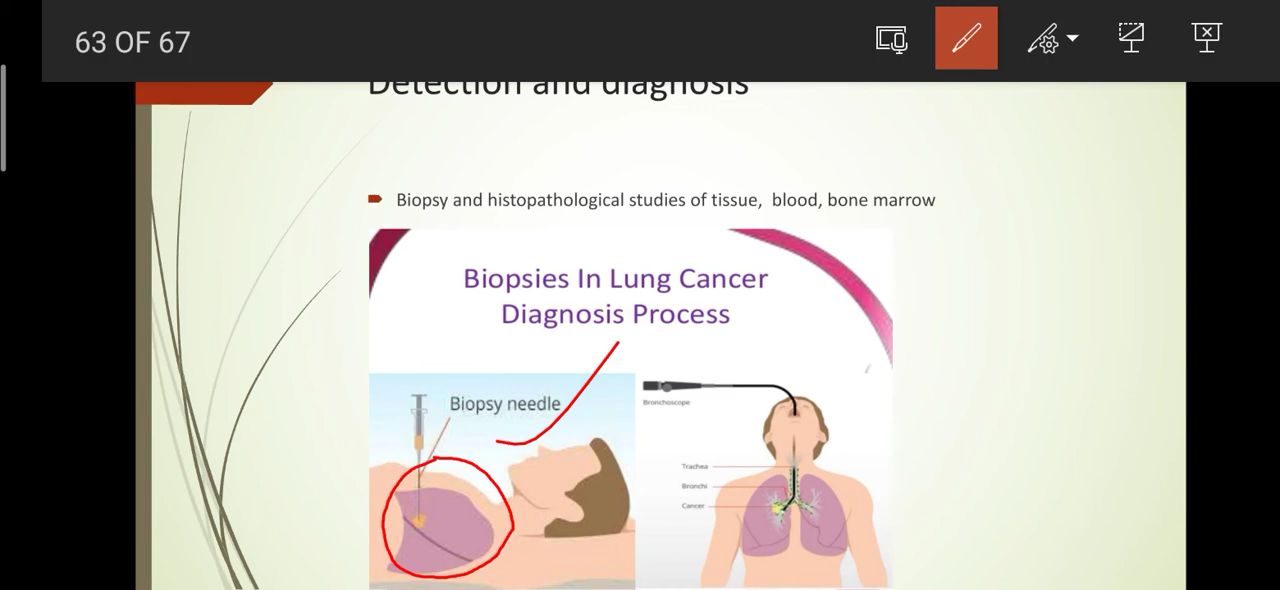 63 OF 67
Detection and diagnosis
Biopsy and histopathological studies of tissue, blood, bone marrow
Biopsies In Lung Cancer
Diagnosis Process
Biopsy needle
Bronchoscope
Trachea
Bronchi
Cancer